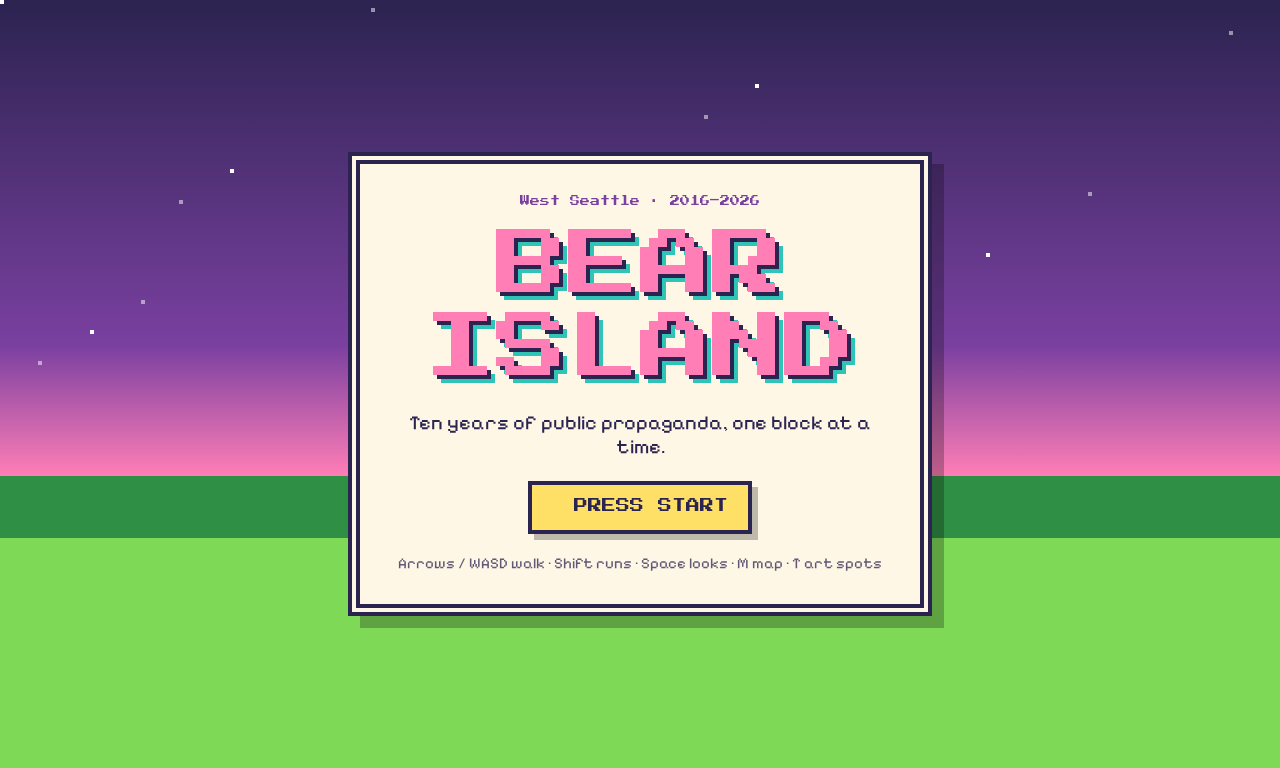 West Seattle · 2016–2026
BEAR
ISLAND
Ten years of public propaganda, one block at a
time.
PRESS START
Arrows / WASD walk · Shift runs · Space looks · M map · T art spots